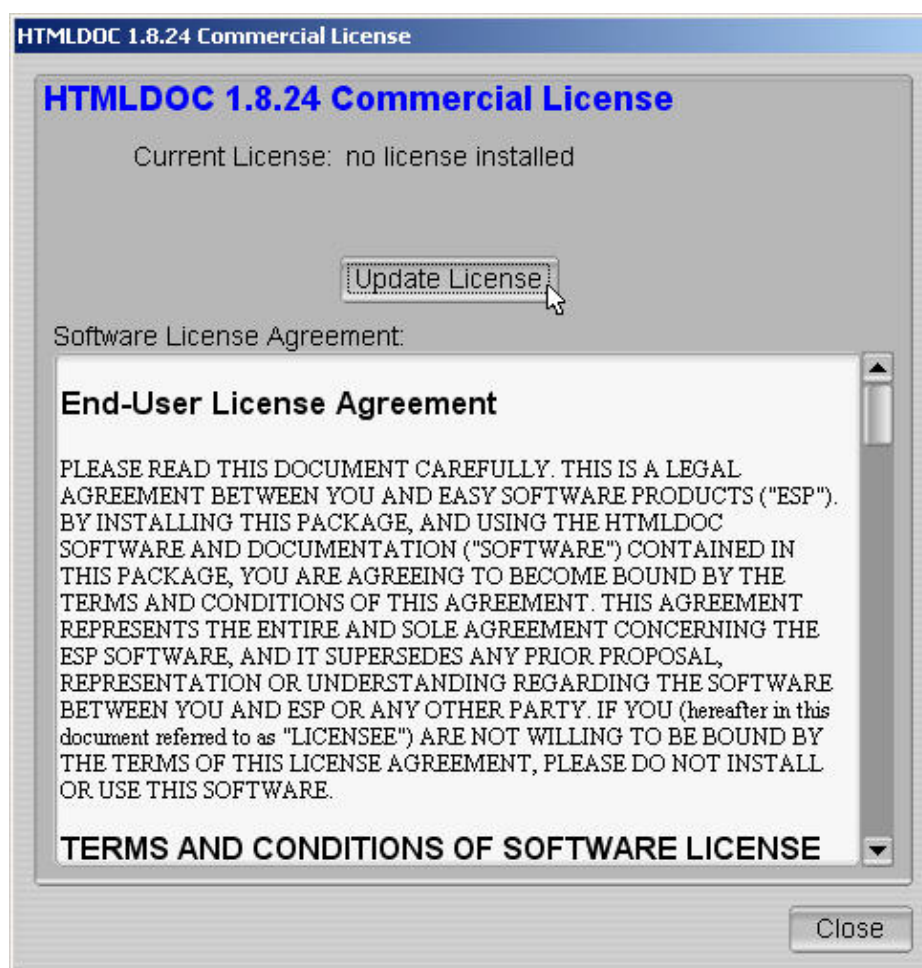 HTMLDOC 1.8.24 Commercial License
HTMLDOC 1.8.24 Commercial License
Current License: no license installed
Update License
Software License Agreement:
End-User License Agreement
PLEASE READ THIS DOCUMENT CAREFULLY. THIS IS A LEGAL
AGREEMENT BETWEEN YOU AND EASY SOFTWARE PRODUCTS ("ESP").
BY INSTALLING THIS PACKAGE, AND USING THE HTMLDOC
SOFTWARE AND DOCUMENTATION ("SOFTWARE") CONTAINED IN
THIS PACKAGE, YOU ARE AGREEING TO BECOME BOUND BY THE
TERMS AND CONDITIONS OF THIS AGREEMENT. THIS AGREEMENT
REPRESENTS THE ENTIRE AND SOLE AGREEMENT CONCERNING THE
ESP SOFTWARE, AND IT SUPERSEDES ANY PRIOR PROPOSAL,
REPRESENTATION OR UNDERSTANDING REGARDING THE SOFTWARE
BETWEEN YOU AND ESP OR ANY OTHER PARTY. IF YOU (hereafter in this
document referred to as "LICENSEE") ARE NOT WILLING TO BE BOUND BY
THE TERMS OF THIS LICENSE AGREEMENT, PLEASE DO NOT INSTALL
OR USE THIS SOFTWARE.
TERMS AND CONDITIONS OF SOFTWARE LICENSE
Close